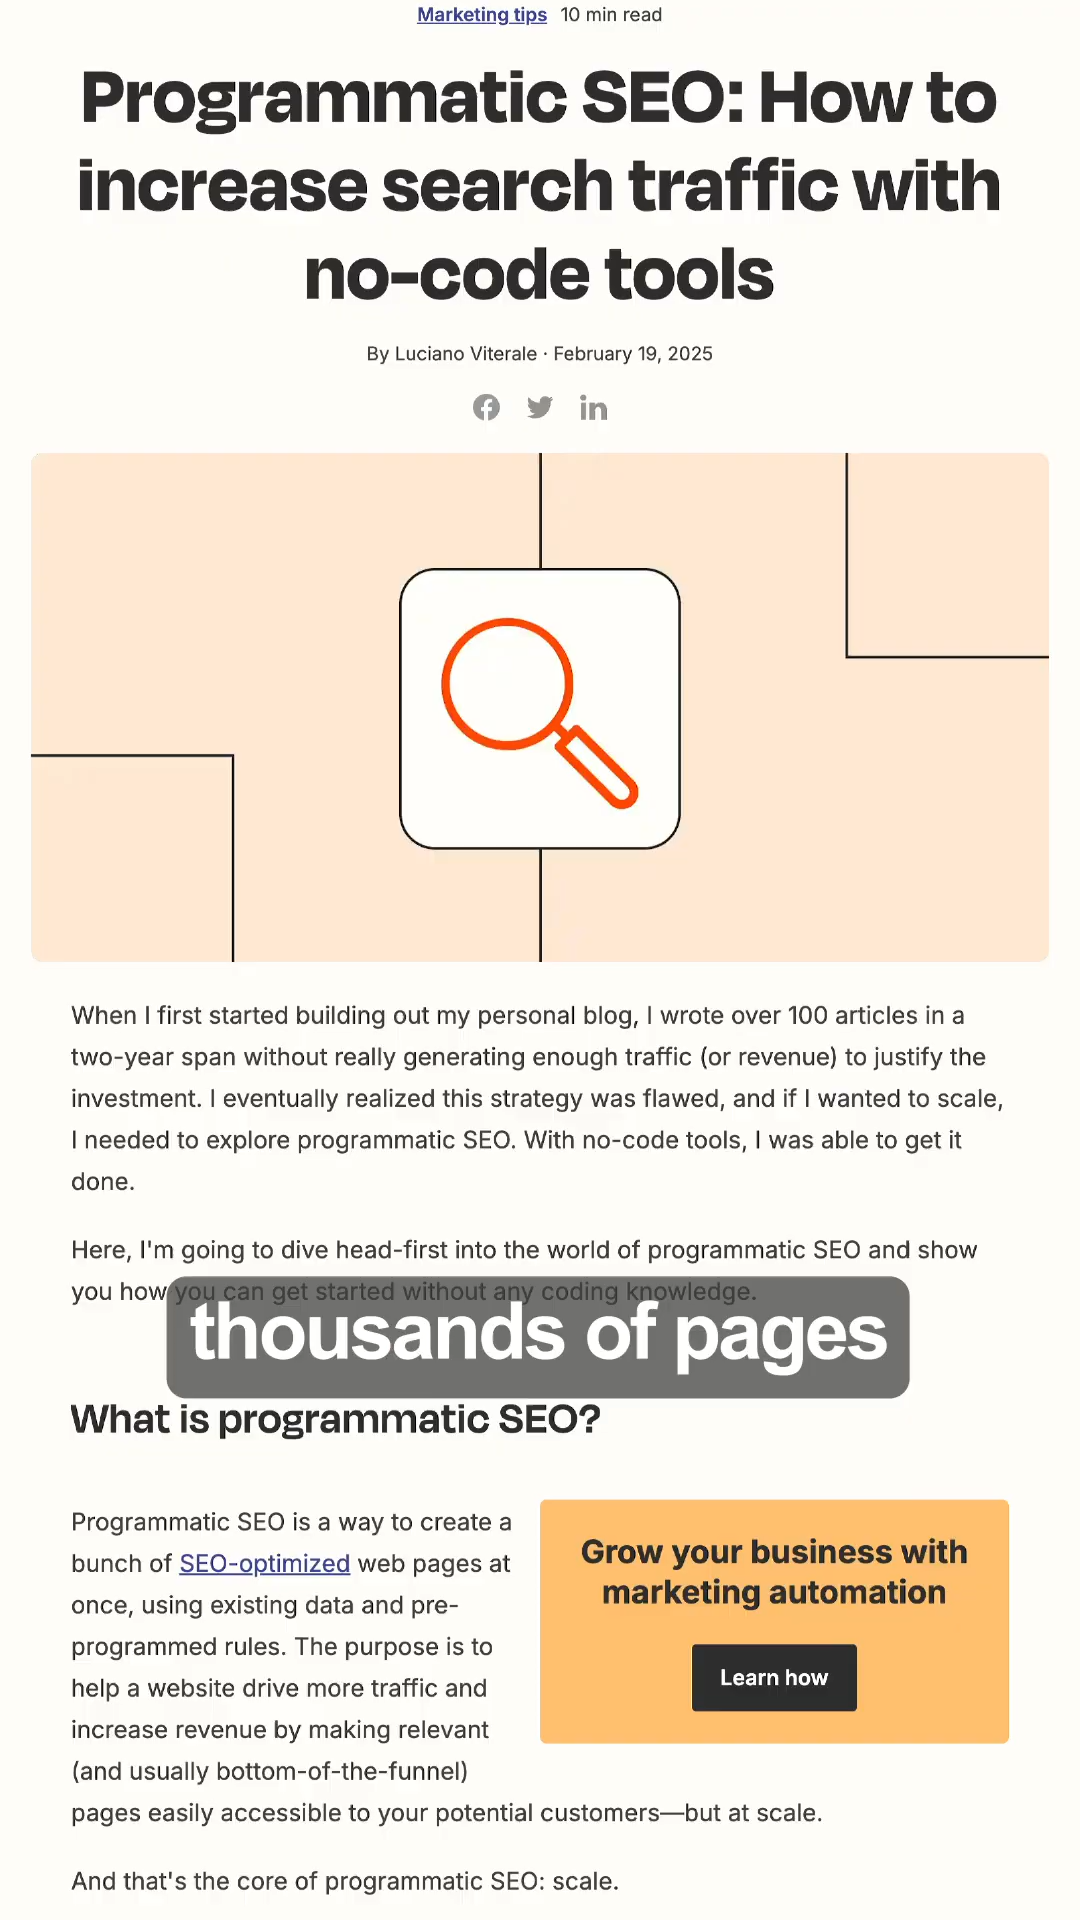 Marketing tips 10 min read
Programmatic SEO: How to
increase search traffic with
no-code tools
By Luciano Viterale · February 19, 2025
When I first started building out my personal blog, I wrote over 100 articles in a
two-year span without really generating enough traffic (or revenue) to justify the
investment. I eventually realized this strategy was flawed, and if I wanted to scale,
I needed to explore programmatic SEO. With no-code tools, I was able to get it
done.
Here, I'm going to dive head-first into the world of programmatic SEO and show
you how you can get started without any coding knowledge.
thousands of pages
What is programmatic SEO?
Programmatic SEO is a way to create a
bunch of SEO-optimized web pages at
once, using existing data and pre-
programmed rules. The purpose is to
help a website drive more traffic and
increase revenue by making relevant
(and usually bottom-of-the-funnel)
pages easily accessible to your potential customers—but at scale.
Grow your business with
marketing automation
Learn how
And that's the core of programmatic SEO: scale.